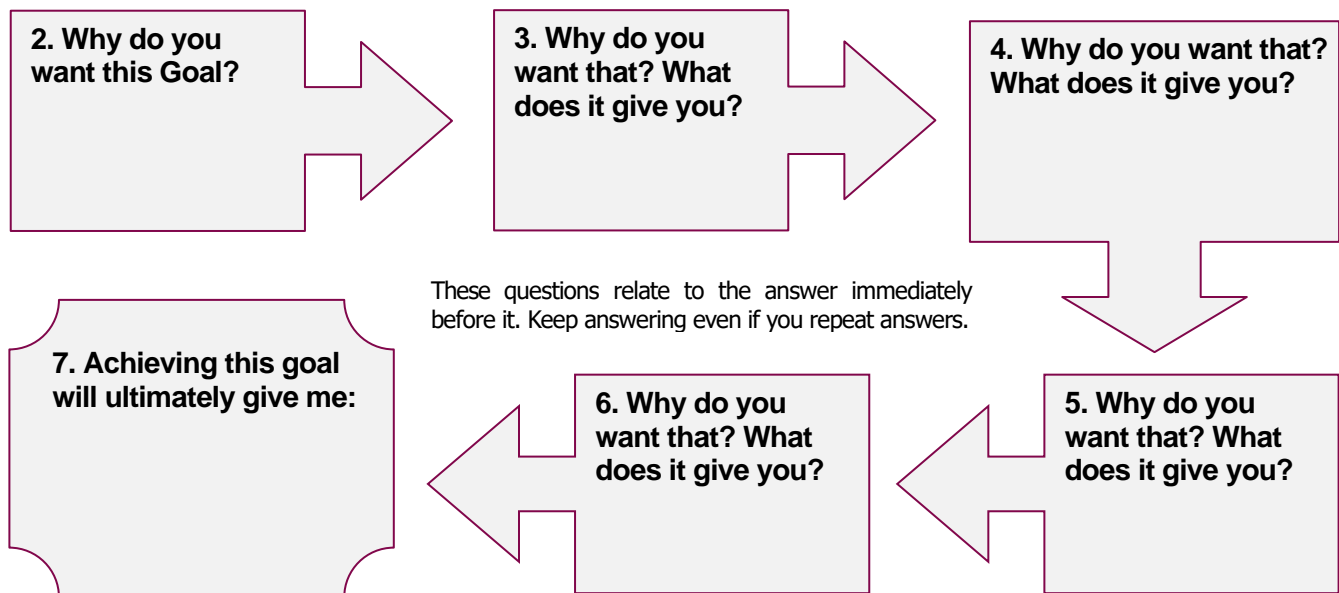 2. Why do you
want this Goal?
3. Why do you
want that? What
does it give you?
4. Why do you want that?
What does it give you?
These questions relate to the answer immediately
before it. Keep answering even if you repeat answers.
5. Why do you
want that? What
does it give you?
6. Why do you
want that? What
does it give you?
7. Achieving this goal
will ultimately give me: